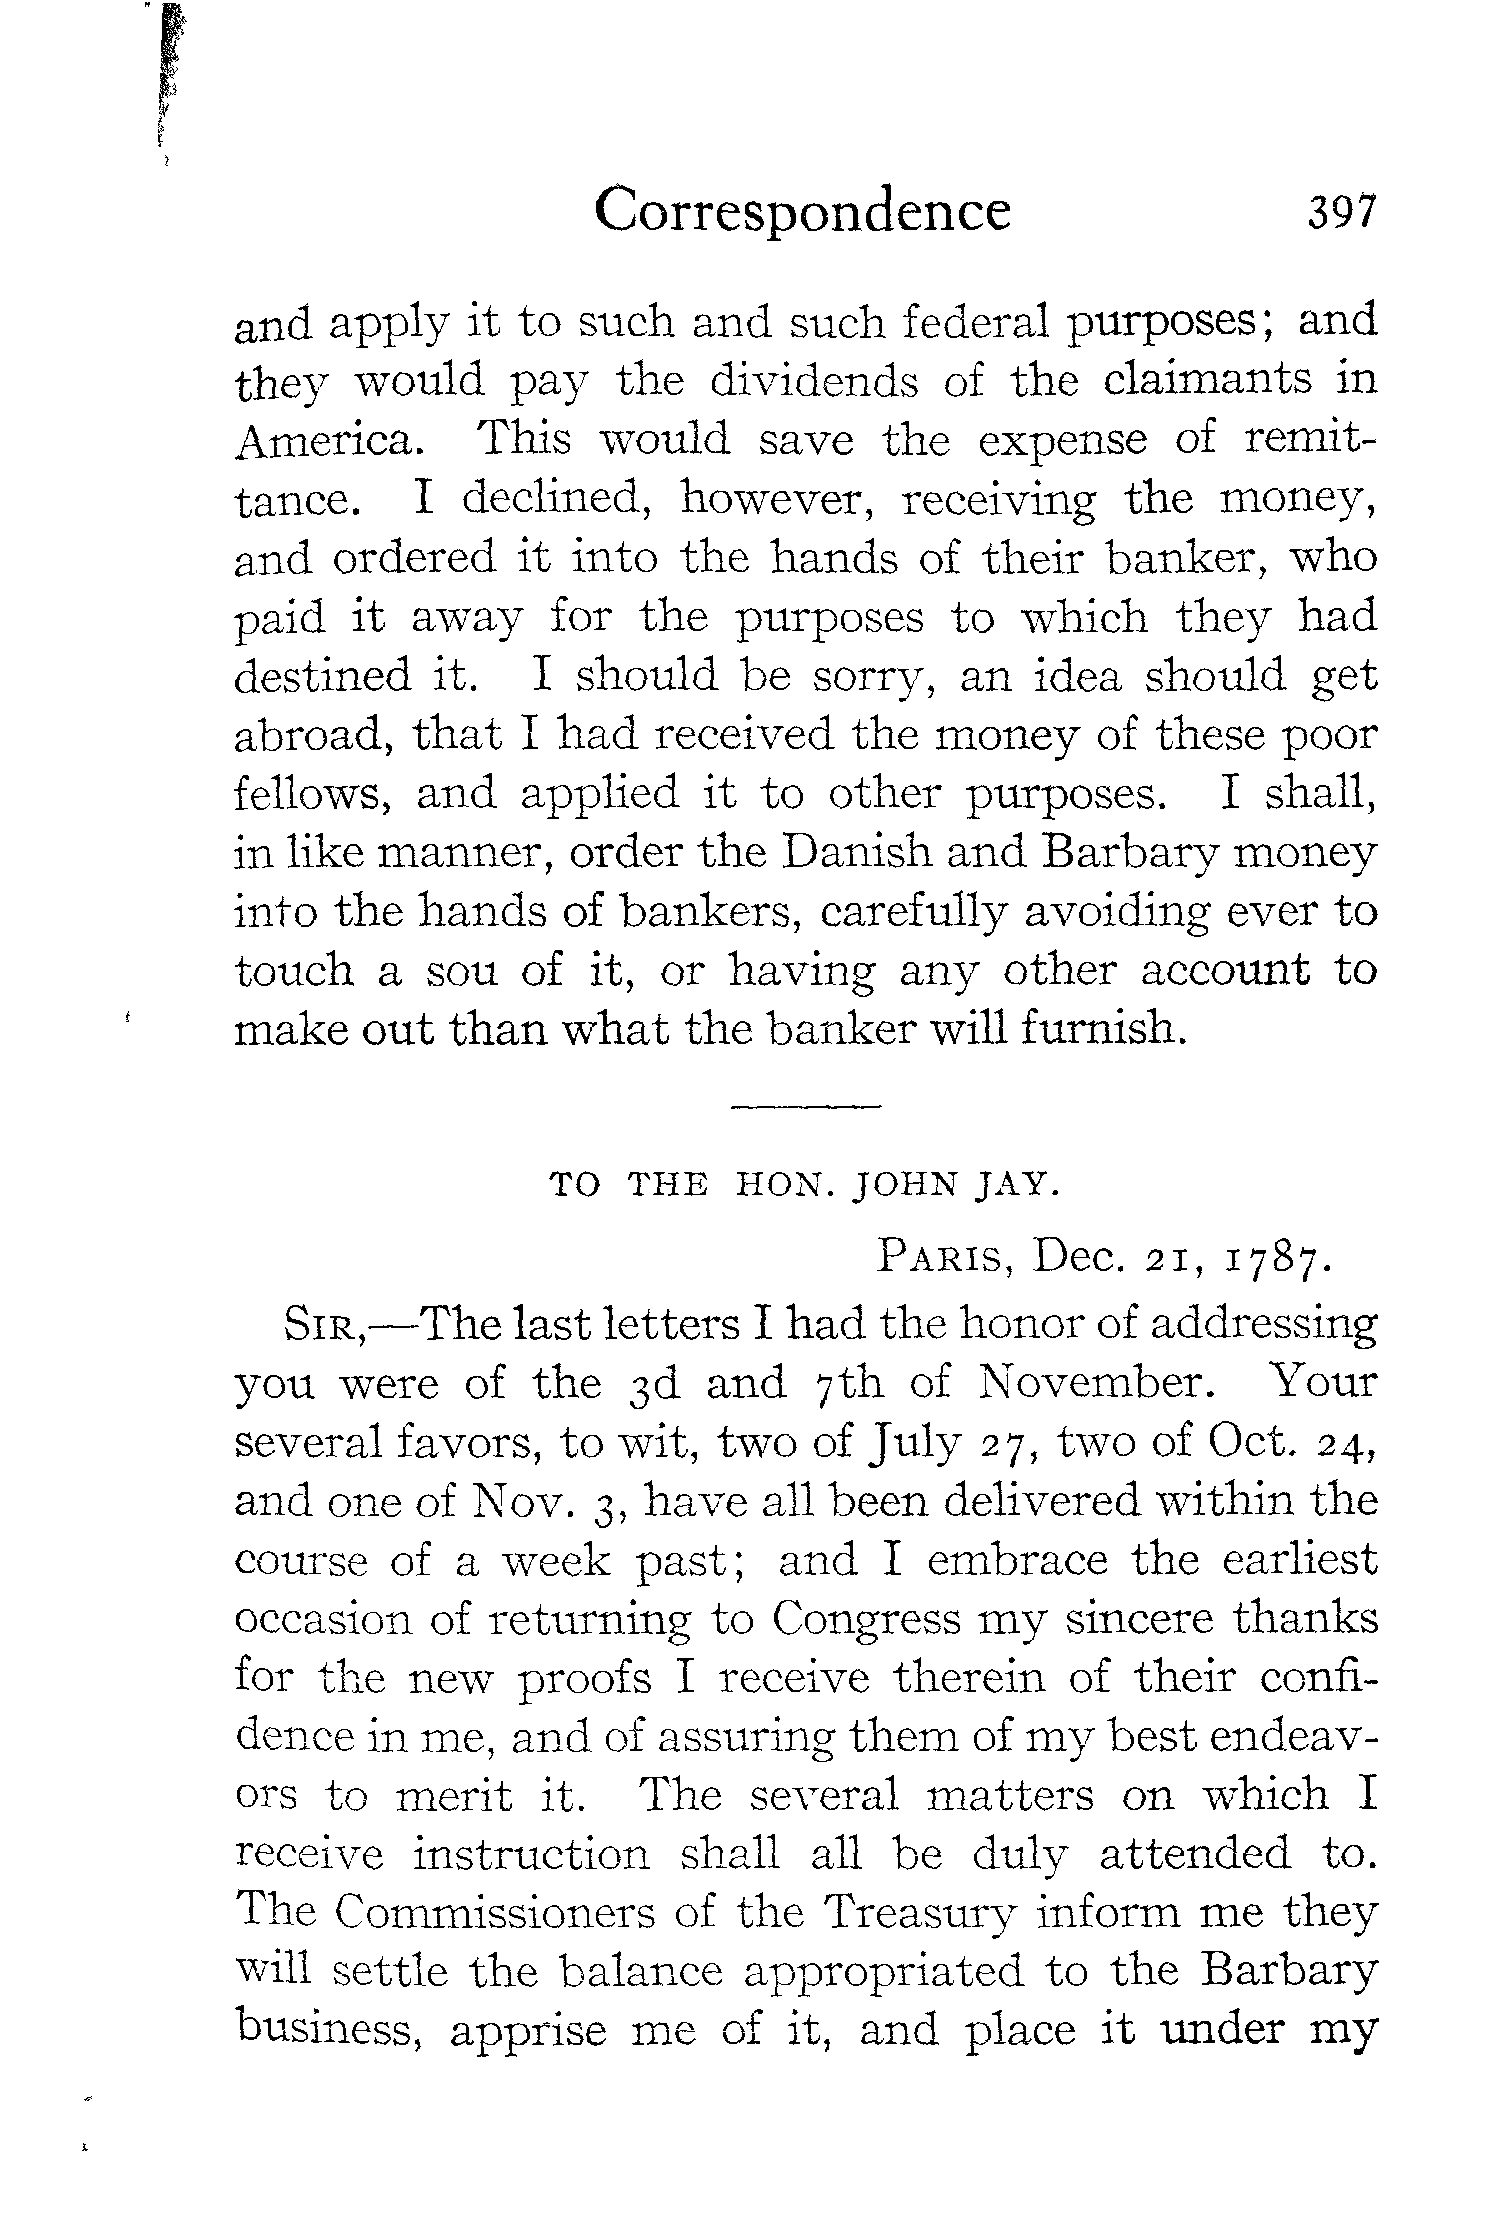 Correspondence 397
and apply it to such and such federal purposes; and
they would pay the dividends of the claimants in
America. This would save the expense of remit-
tance. I declined, however, receiving the money,
and ordered it into the hands of their banker, who
paid it away for the purposes to which they had
destined it. I should be sorry, an idea should get
abroad, that I had received the money of these poor
fellows, and applied it to other purposes. I shall,
in like manner, order the Danish and Barbary money
into the hands of bankers, carefully avoiding ever to
touch a sou of it, or having any other account to
make out than what the banker will furnish.
TO THE HON. JOHN JAY.
PARIS, Dec. 21, 1787.
SIR,—The last letters I had the honor of addressing
you were of the 3d and 7th of November. Your
several favors, to wit, two of July 27, two of Oct. 24,
and one of Nov. 3, have all been delivered within the
course of a week past; and I embrace the earliest
occasion of returning to Congress my sincere thanks
for the new proofs I receive therein of their confi-
dence in me, and of assuring them of my best endeav-
ors to merit it. The several matters on which I
receive instruction shall all be duly attended to.
The Commissioners of the Treasury inform me they
will settle the balance appropriated to the Barbary
business, apprise me of it, and place it under my